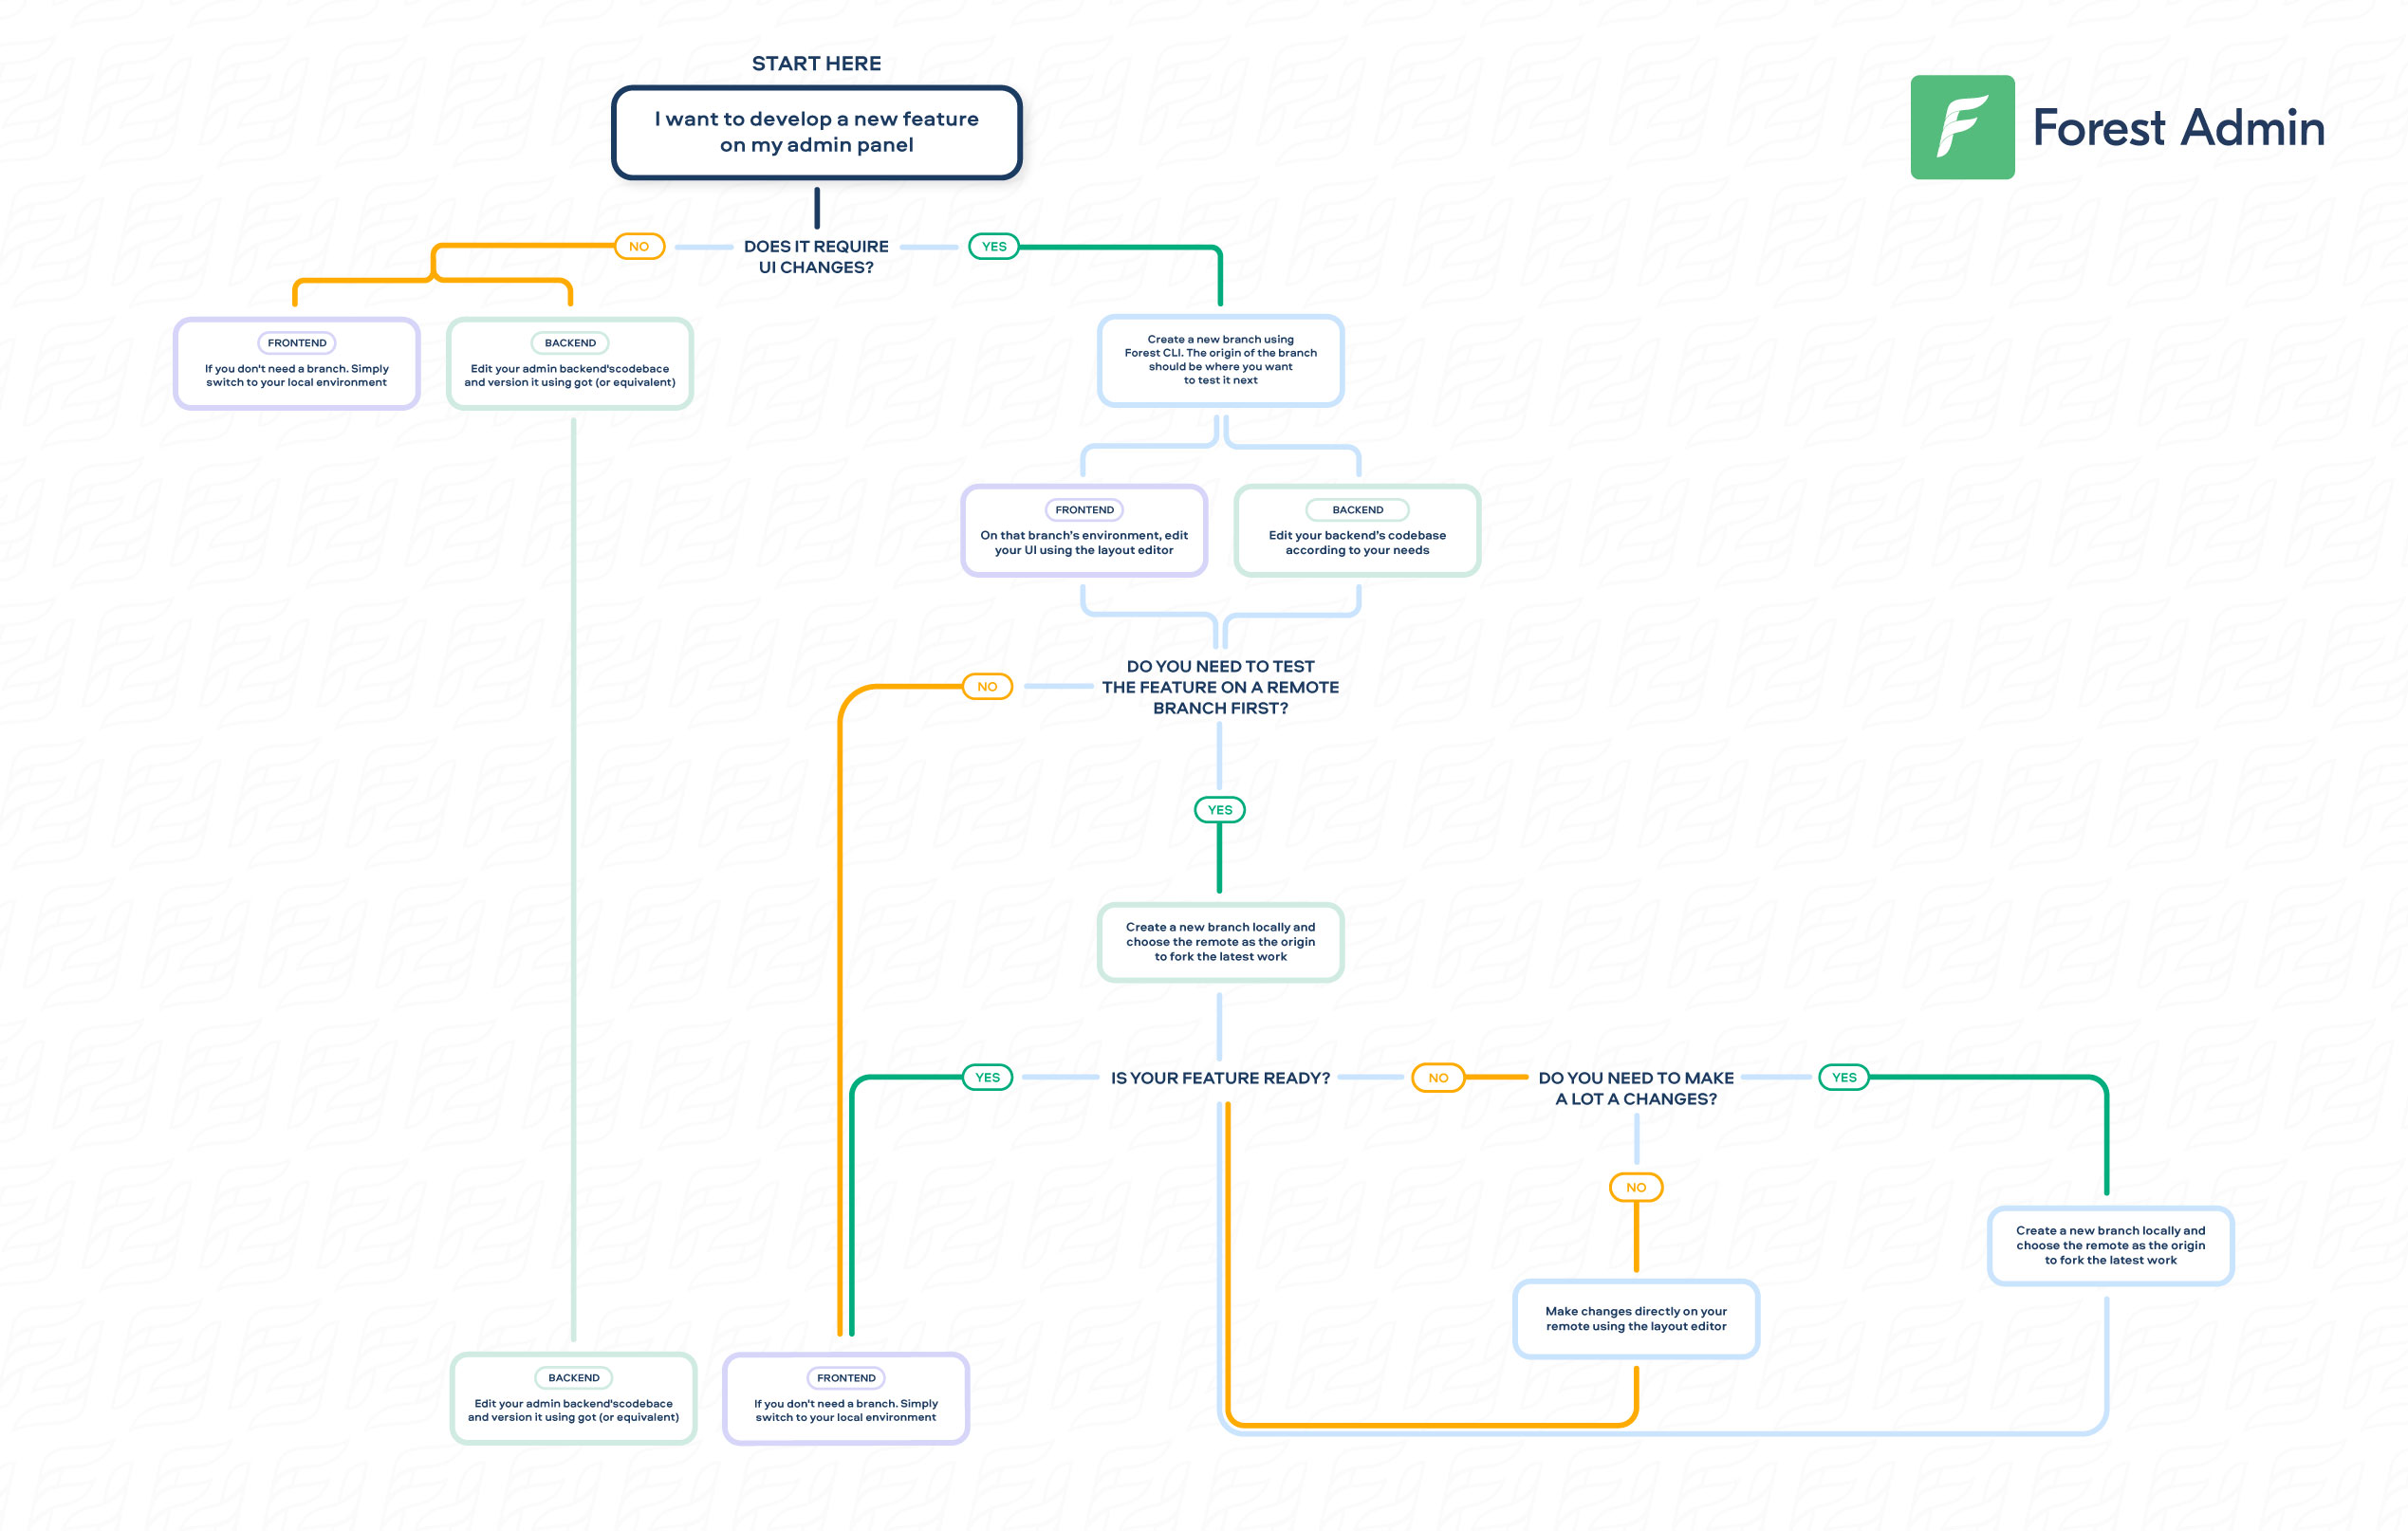 START HERE
I want to develop a new feature
on my admin panel
Forest Admin
NO
DOES IT REQUIRE
UI CHANGES?
YES
FRONTEND
If you don't need a branch. Simply
switch to your local environment
BACKEND
Edit your admin backend'scodebace
and version it using got (or equivalent)
Create a new branch using
Forest CLI. The origin of the branch
should be where you want
to test it next
FRONTEND
On that branch's environment, edit
your UI using the layout editor
BACKEND
Edit your backend's codebase
according to your needs
NO
DO YOU NEED TO TEST
THE FEATURE ON A REMOTE
BRANCH FIRST?
YES
Create a new branch locally and
choose the remote as the origin
to fork the latest work
YES
IS YOUR FEATURE READY?
NO
DO YOU NEED TO MAKE
A LOT A CHANGES?
YES
NO
Create a new branch locally and
choose the remote as the origin
to fork the latest work
Make changes directly on your
remote using the layout editor
BACKEND
Edit your admin backend'scodebace
and version it using got (or equivalent)
FRONTEND
If you don't need a branch. Simply
switch to your local environment